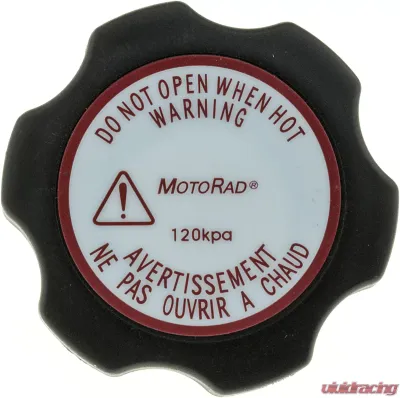 DO NOT OPEN WHEN HOT
WARNING
MOTORAD®
120kpa
AVERTISSEMENT
NE PAS OUVRIR A CHAUD
vividracing